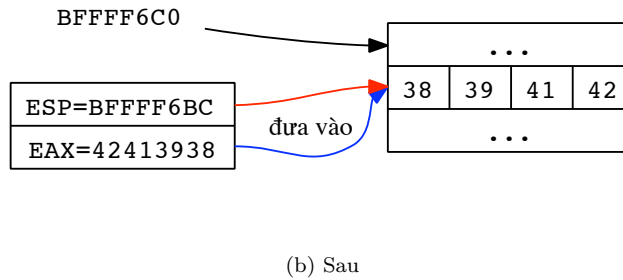 BFFFF6C0
...
ESP=BFFFF6BC
38 39 41 42
đưa vào
EAX=42413938
...
(b) Sau